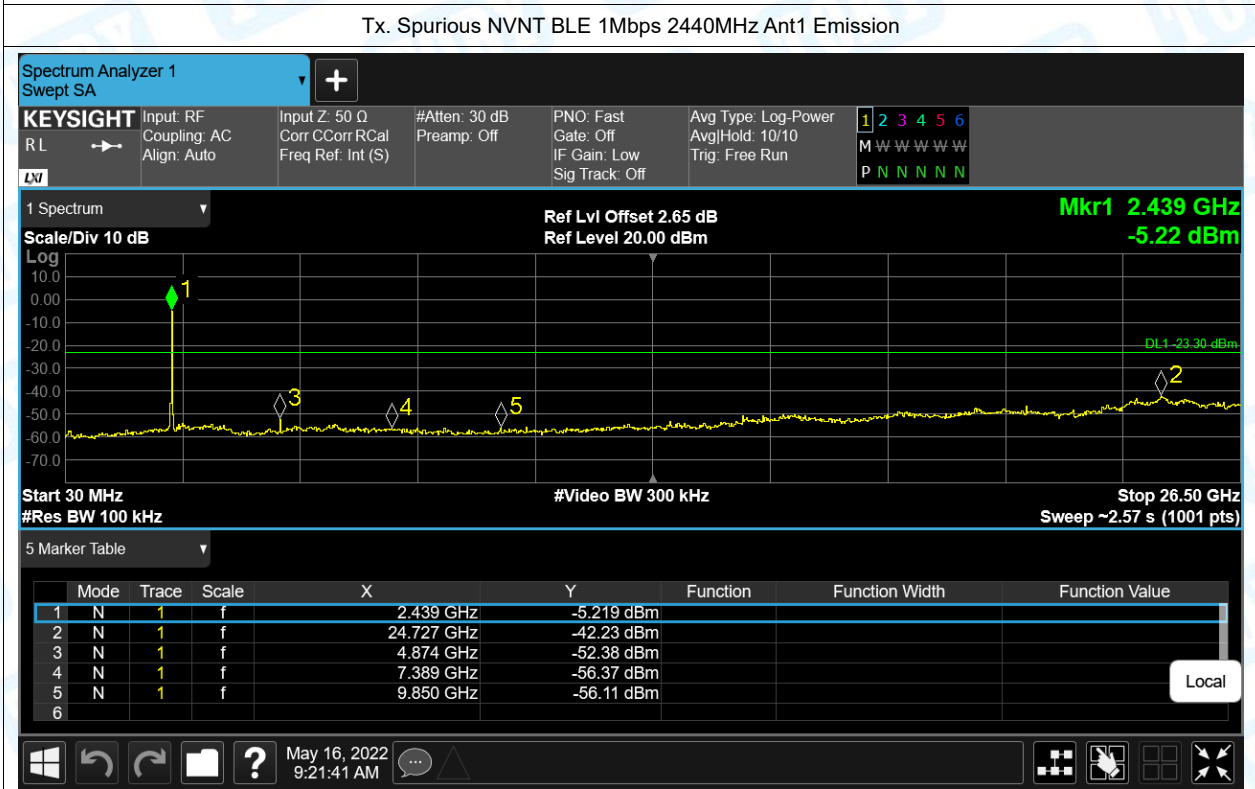 Tx. Spurious NVNT BLE 1Mbps 2440MHz Ant1 Emission
Spectrum Analyzer 1
Swept SA
KEYSIGHT
R L
LXI
Input: RF
Coupling: AC
Align: Auto
Input Z: 50 Ω
Corr CCorr RCal
Freq Ref: Int (S)
#Atten: 30 dB
Preamp: Off
PNO: Fast
Gate: Off
IF Gain: Low
Sig Track: Off
Avg Type: Log-Power
Avg|Hold: 10/10
Trig: Free Run
1 2 3 4 5 6
M W W W W W
P N N N N N
1 Spectrum
Scale/Div 10 dB
Ref Lvl Offset 2.65 dB
Ref Level 20.00 dBm
Mkr1 2.439 GHz
-5.22 dBm
Log
10.0
0.00
-10.0
-20.0
-30.0
-40.0
-50.0
-60.0
-70.0
1
DL1 -23.30 dBm
2
3
4
5
Start 30 MHz
#Video BW 300 kHz
Stop 26.50 GHz
#Res BW 100 kHz
Sweep ~2.57 s (1001 pts)
5 Marker Table
Mode Trace Scale X Y Function Function Width Function Value
1 N 1 f 2.439 GHz -5.219 dBm
2 N 1 f 24.727 GHz -42.23 dBm
3 N 1 f 4.874 GHz -52.38 dBm
4 N 1 f 7.389 GHz -56.37 dBm
5 N 1 f 9.850 GHz -56.11 dBm
6
Local
?
May 16, 2022
9:21:41 AM